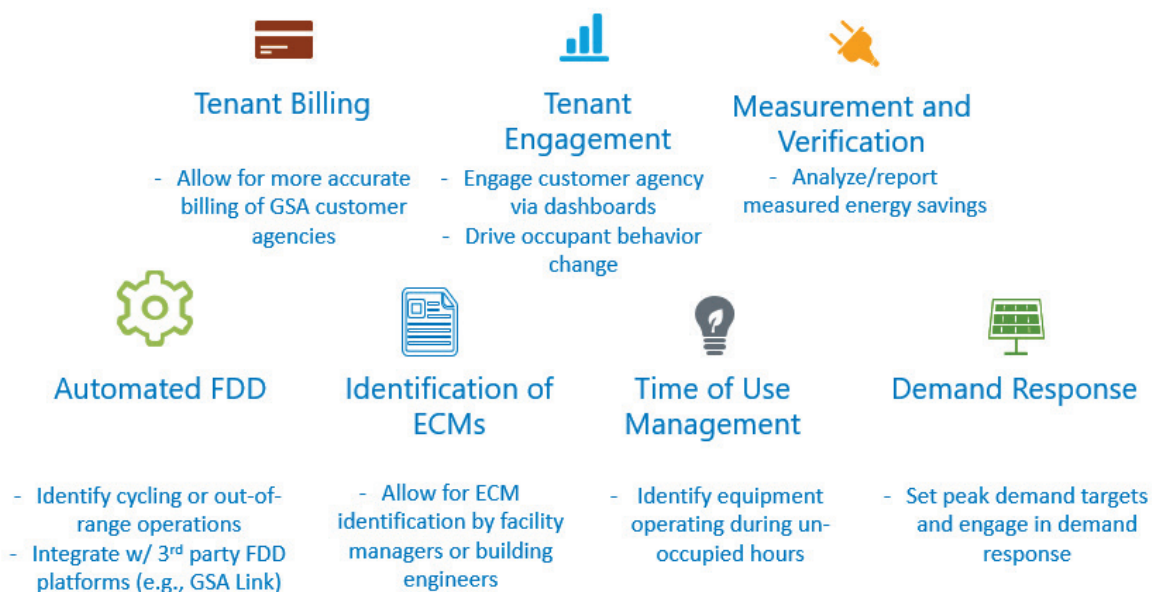 Tenant Billing
- Allow for more accurate
billing of GSA customer
agencies
Tenant
Engagement
- Engage customer agency
via dashboards
- Drive occupant behavior
change
Measurement and
Verification
- Analyze/report
measured energy savings
Automated FDD
- Identify cycling or out-of-
range operations
- Integrate w/ 3rd party FDD
platforms (e.g., GSA Link)
Identification of
ECMs
- Allow for ECM
identification by facility
managers or building
engineers
Time of Use
Management
- Identify equipment
operating during un-
occupied hours
Demand Response
- Set peak demand targets
and engage in demand
response